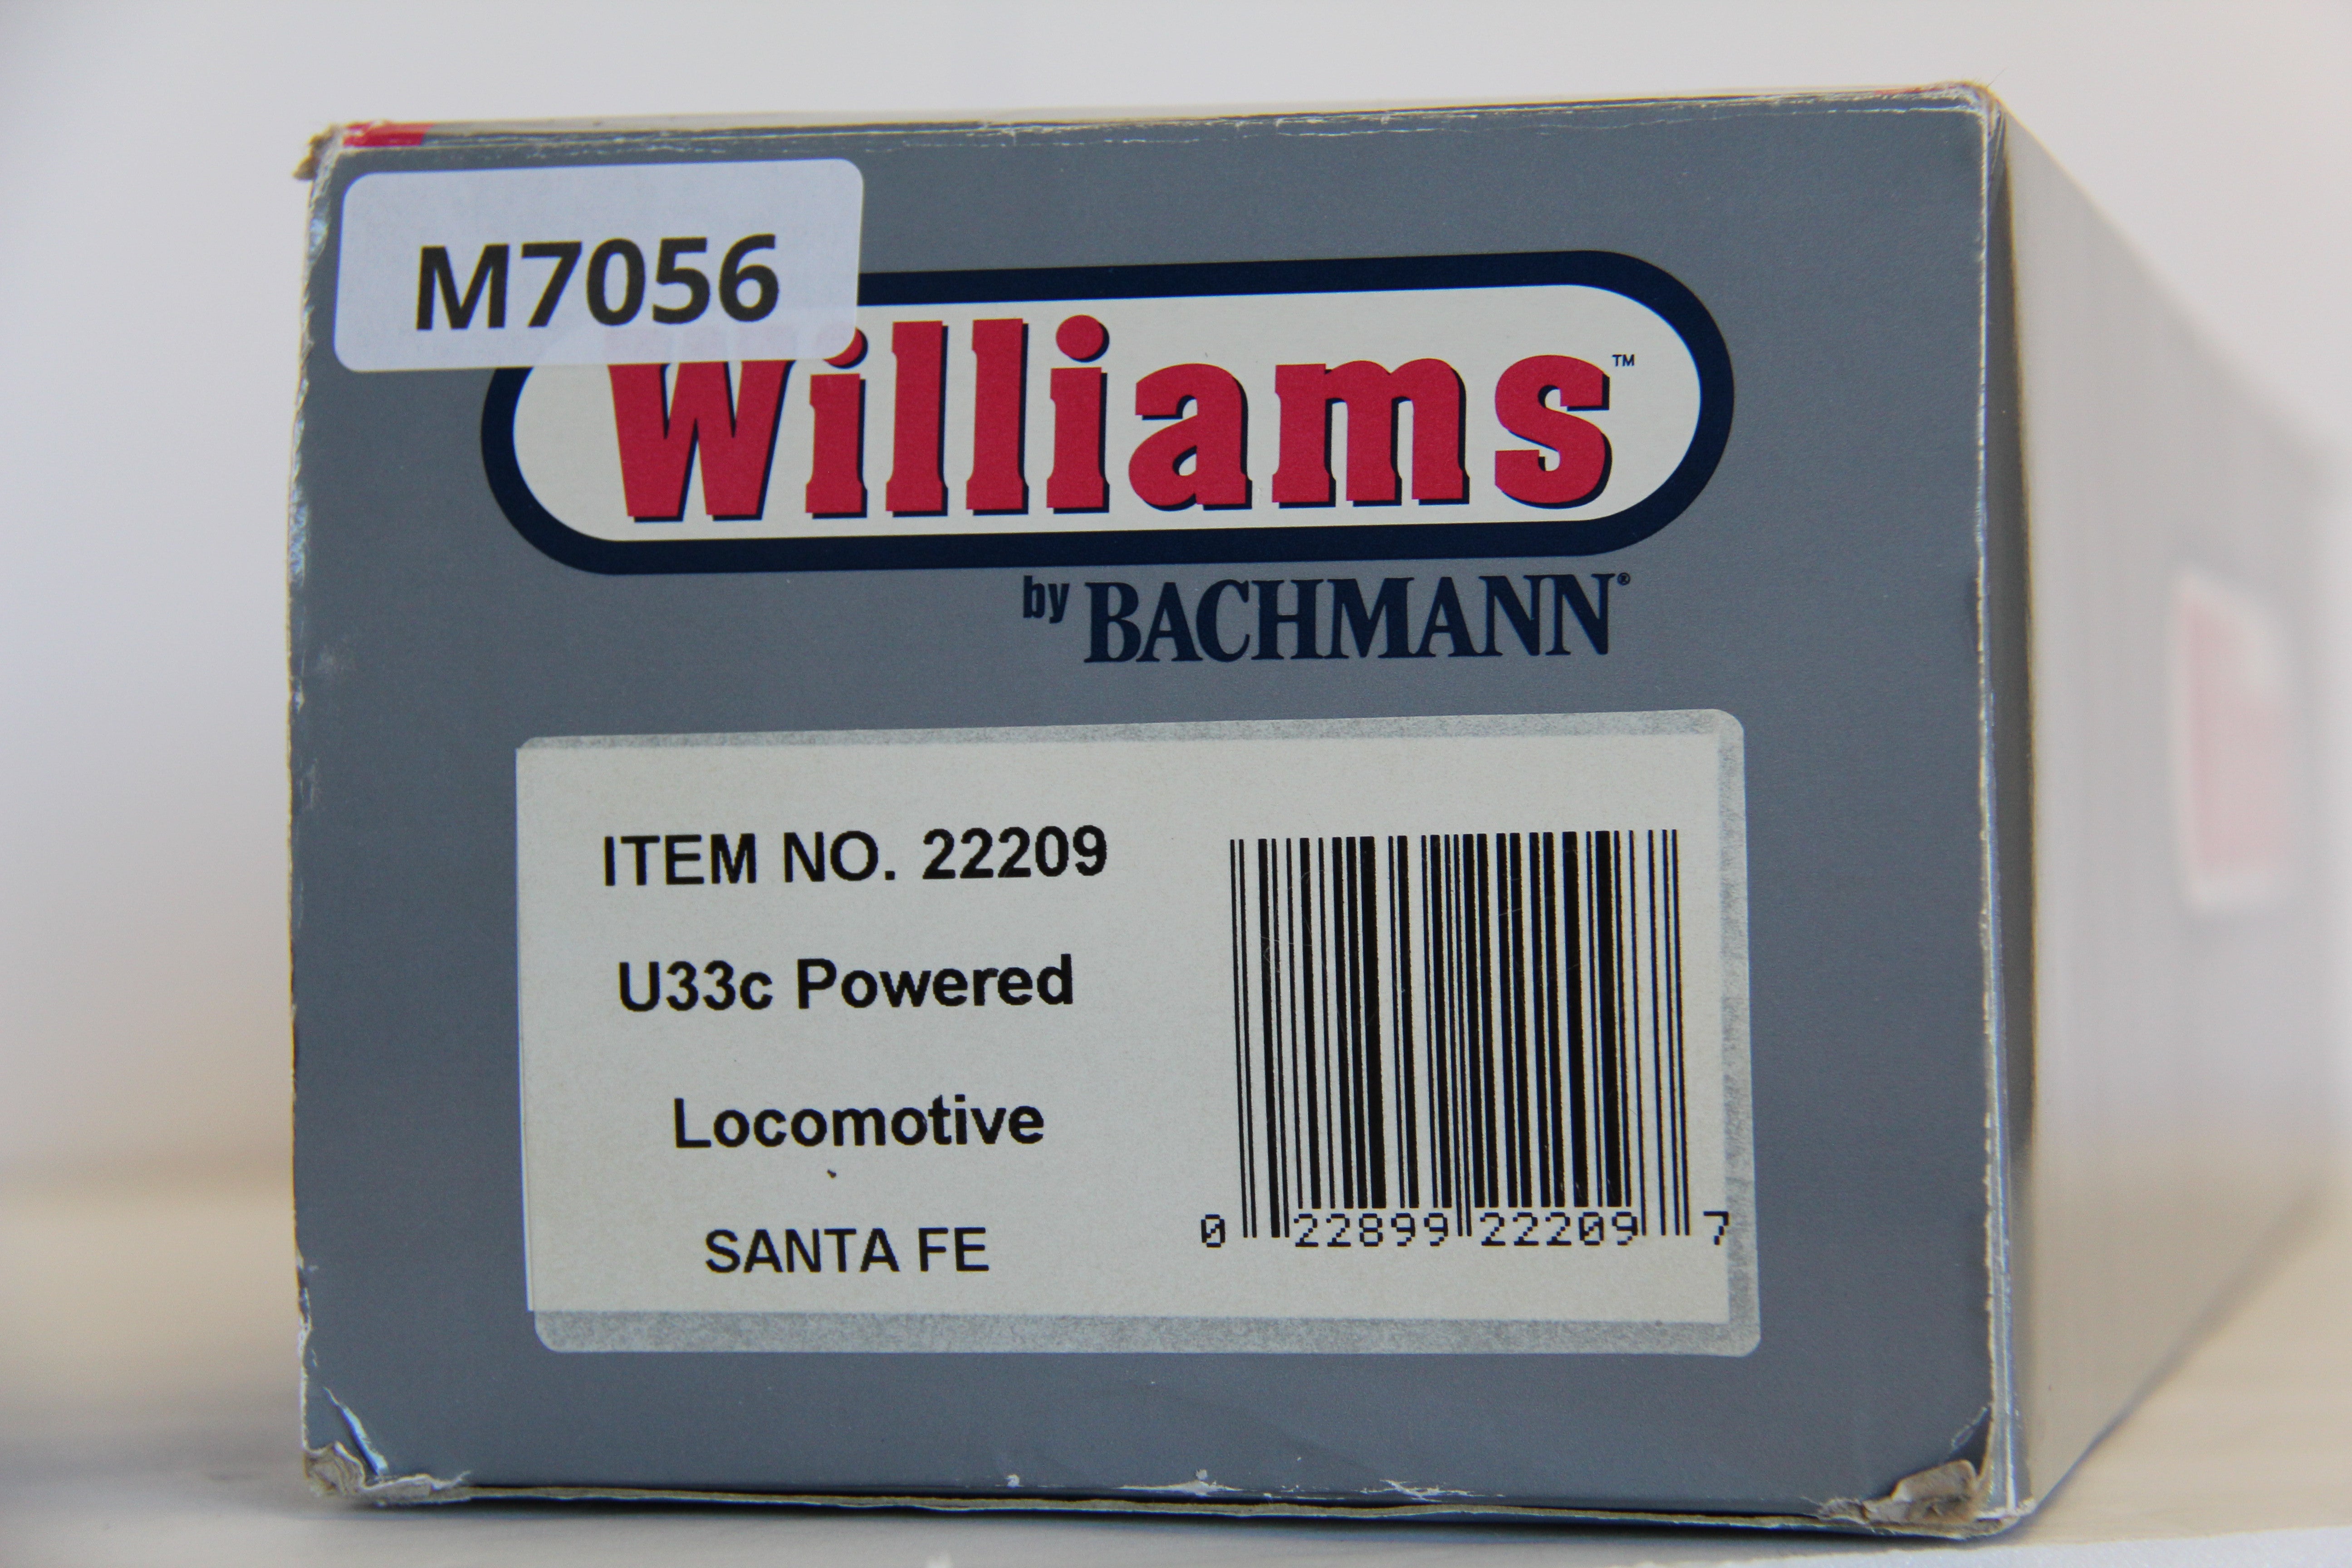 M7056
Williams™
by BACHMANN®
ITEM NO. 22209
U33c Powered
Locomotive
SANTA FE
0 22899 22209 7